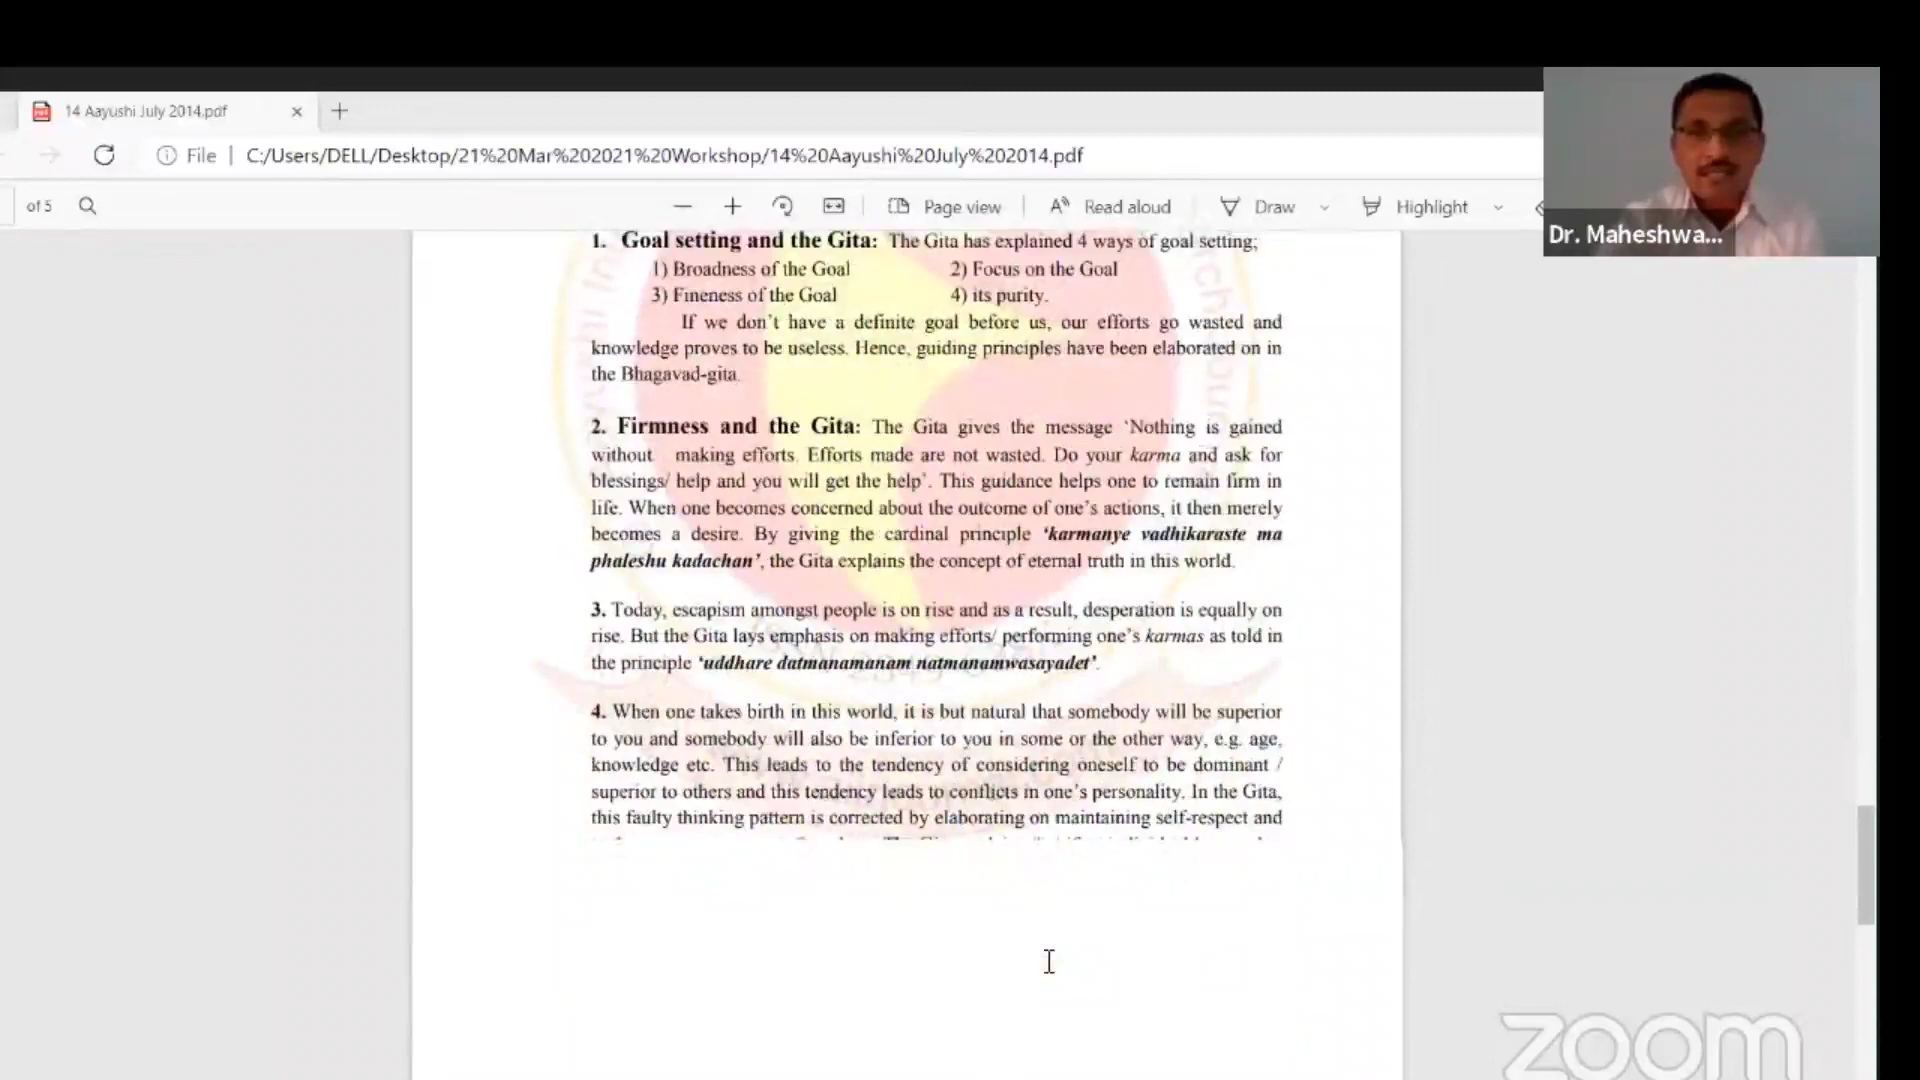 14 Aayushi July 2014.pdf
File
C:/Users/DELL/Desktop/21%20Mar%202021%20Workshop/14%20Aayushi%20July%202014.pdf
of 5
Page view
Read aloud
Draw
Highlight
Dr. Maheshwa...
1. Goal setting and the Gita: The Gita has explained 4 ways of goal setting;
1) Broadness of the Goal 2) Focus on the Goal
3) Fineness of the Goal 4) its purity.
If we don't have a definite goal before us, our efforts go wasted and
knowledge proves to be useless. Hence, guiding principles have been elaborated on in
the Bhagavad-gita.
2. Firmness and the Gita: The Gita gives the message 'Nothing is gained
without making efforts. Efforts made are not wasted. Do your karma and ask for
blessings/ help and you will get the help'. This guidance helps one to remain firm in
life. When one becomes concerned about the outcome of one's actions, it then merely
becomes a desire. By giving the cardinal principle 'karmanye vadhikaraste ma
phaleshu kadachan', the Gita explains the concept of eternal truth in this world.
3. Today, escapism amongst people is on rise and as a result, desperation is equally on
rise. But the Gita lays emphasis on making efforts/ performing one's karmas as told in
the principle 'uddhare datmanamanam natmanamwasayadet'.
4. When one takes birth in this world, it is but natural that somebody will be superior
to you and somebody will also be inferior to you in some or the other way, e.g. age,
knowledge etc. This leads to the tendency of considering oneself to be dominant /
superior to others and this tendency leads to conflicts in one's personality. In the Gita,
this faulty thinking pattern is corrected by elaborating on maintaining self-respect and
zoom